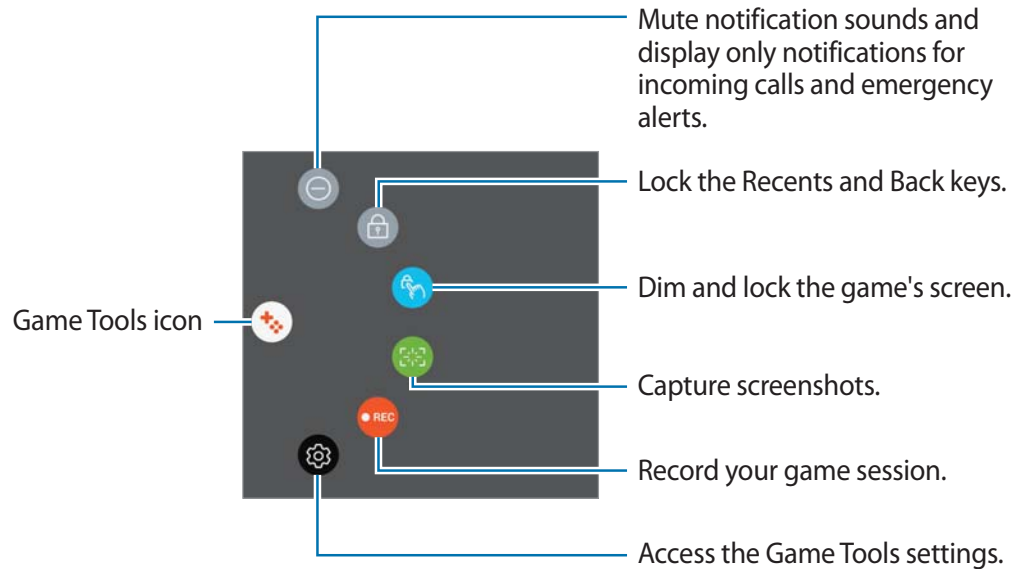 Mute notification sounds and
display only notifications for
incoming calls and emergency
alerts.
Lock the Recents and Back keys.
Dim and lock the game's screen.
Game Tools icon
Capture screenshots.
REC
Record your game session.
Access the Game Tools settings.